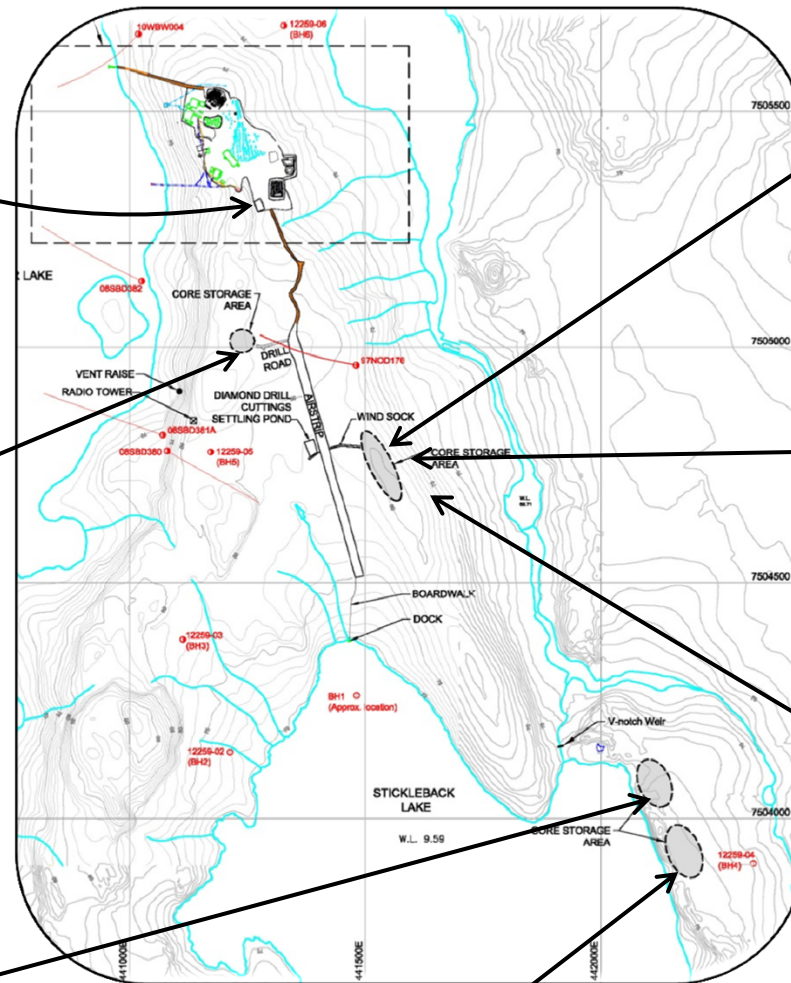 10WBW004
12259-06
(BH6)
7505500
R LAKE
08SBD382
CORE STORAGE
AREA
7505000
DRILL
ROAD
97NOD176
VENT RAISE
RADIO TOWER
DIAMOND DRILL
CUTTINGS
SETTLING POND
AIRSTRIP
WIND SOCK
08SBD381A
08SBD380
12259-05
(BH5)
CORE STORAGE
AREA
W.L.
7504500
BOARDWALK
DOCK
12259-03
(BH3)
BH1
(Approx. location)
12259-02
(BH2)
V-notch Weir
STICKLEBACK
LAKE
W.L. 9.59
7504000
CORE STORAGE
AREA
12259-04
(BH4)
441000E
441500E
442000E